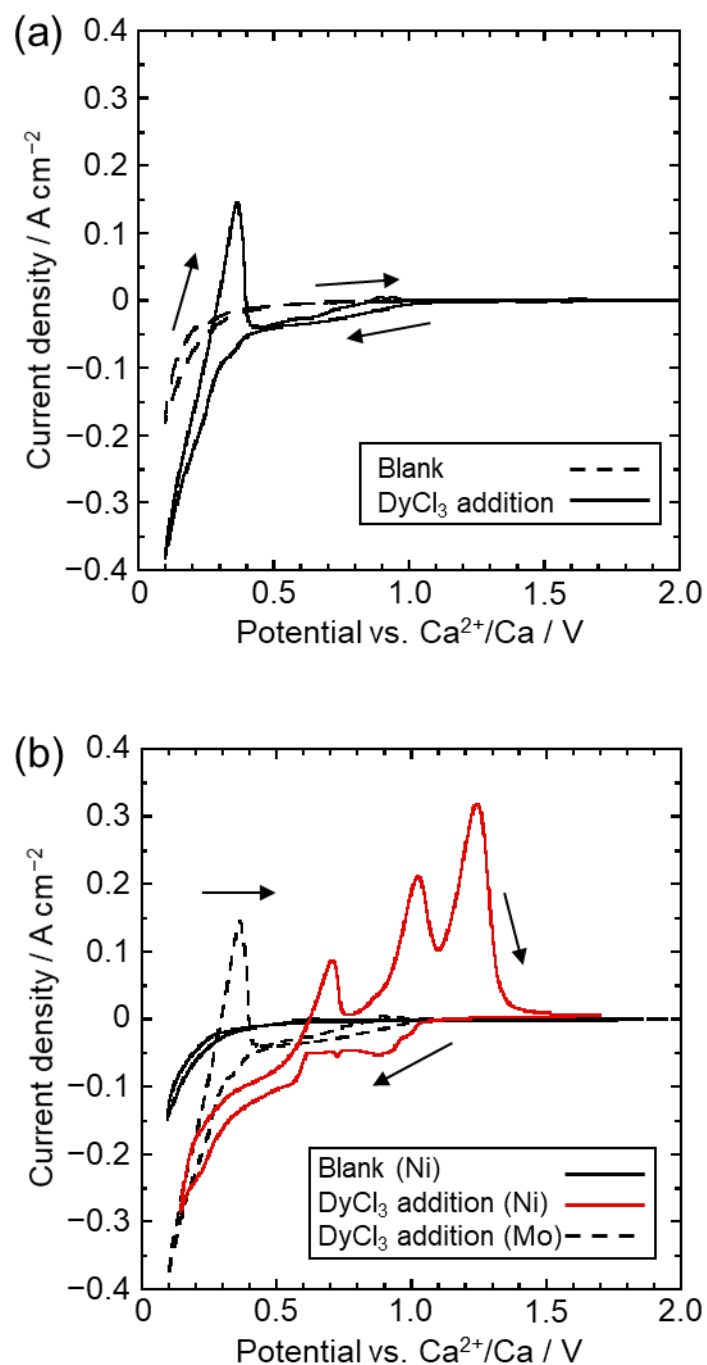 (a)
0.4
0.3
0.2
0.1
0
−0.1
−0.2
−0.3
−0.4
Current density / A cm⁻²
Blank
DyCl₃ addition
0 0.5 1.0 1.5 2.0
Potential vs. Ca²⁺/Ca / V
(b)
0.4
0.3
0.2
0.1
0
−0.1
−0.2
−0.3
−0.4
Current density / A cm⁻²
Blank (Ni)
DyCl₃ addition (Ni)
DyCl₃ addition (Mo)
0 0.5 1.0 1.5 2.0
Potential vs. Ca²⁺/Ca / V